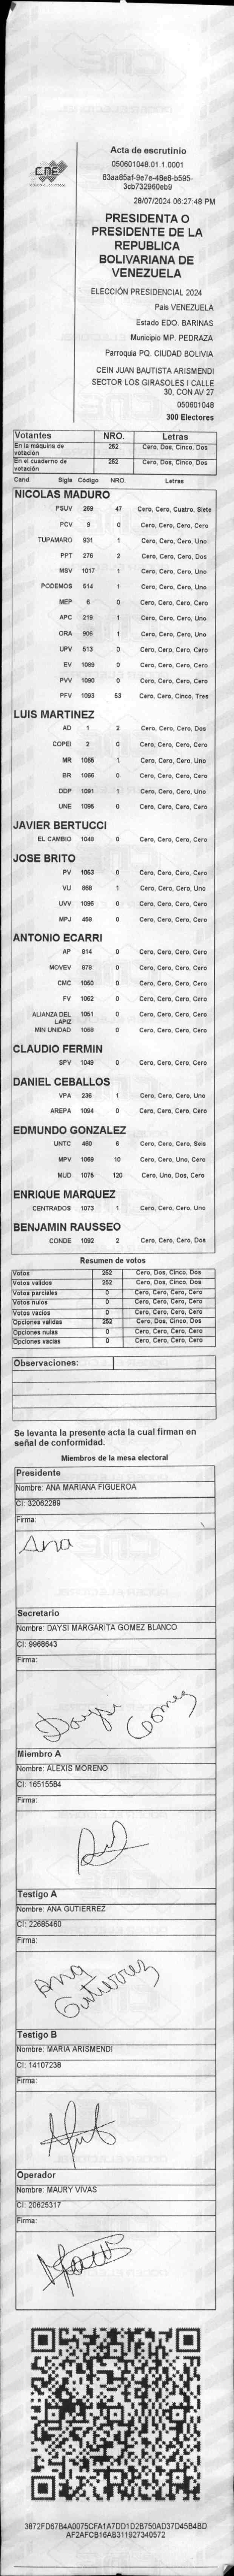 CNE
Acta de escrutinio
050601048.01.1.0001
83aa85af-9e7e-48e8-b595-
3cb732960eb9
28/07/2024 06:27:48 PM
PRESIDENTA O
PRESIDENTE DE LA
REPUBLICA
BOLIVARIANA DE
VENEZUELA
ELECCIÓN PRESIDENCIAL 2024
País VENEZUELA
Estado EDO. BARINAS
Municipio MP. PEDRAZA
Parroquia PQ. CIUDAD BOLIVIA
CEIN JUAN BAUTISTA ARISMENDI
SECTOR LOS GIRASOLES I CALLE
30, CON AV 27
050601048
300 Electores
Votantes NRO. Letras
En la máquina de votación 252 Cero, Dos, Cinco, Dos
En el cuaderno de votación 252 Cero, Dos, Cinco, Dos
Cand Sigla Código NRO. Letras
NICOLAS MADURO
PSUV 269 47 Cero, Cero, Cuatro, Siete
PCV 9 0 Cero, Cero, Cero, Cero
TUPAMARO 931 1 Cero, Cero, Cero, Uno
PPT 276 2 Cero, Cero, Cero, Dos
MSV 1017 1 Cero, Cero, Cero, Uno
PODEMOS 514 1 Cero, Cero, Cero, Uno
MEP 6 0 Cero, Cero, Cero, Cero
APC 219 1 Cero, Cero, Cero, Uno
ORA 906 1 Cero, Cero, Cero, Uno
UPV 513 0 Cero, Cero, Cero, Cero
EV 1089 0 Cero, Cero, Cero, Cero
PVV 1090 0 Cero, Cero, Cero, Cero
PFV 1093 53 Cero, Cero, Cinco, Tres
LUIS MARTINEZ
AD 1 2 Cero, Cero, Cero, Dos
COPEI 2 0 Cero, Cero, Cero, Cero
MR 1065 1 Cero, Cero, Cero, Uno
BR 1066 0 Cero, Cero, Cero, Cero
DDP 1091 1 Cero, Cero, Cero, Uno
UNE 1095 0 Cero, Cero, Cero, Cero
JAVIER BERTUCCI
EL CAMBIO 1048 0 Cero, Cero, Cero, Cero
JOSE BRITO
PV 1053 0 Cero, Cero, Cero, Cero
VU 868 1 Cero, Cero, Cero, Uno
UVV 1096 0 Cero, Cero, Cero, Cero
MPJ 458 0 Cero, Cero, Cero, Cero
ANTONIO ECARRI
AP 814 0 Cero, Cero, Cero, Cero
MOVEV 878 0 Cero, Cero, Cero, Cero
CMC 1050 0 Cero, Cero, Cero, Cero
FV 1052 0 Cero, Cero, Cero, Cero
ALIANZA DEL LAPIZ 1051 0 Cero, Cero, Cero, Cero
MIN UNIDAD 1068 0 Cero, Cero, Cero, Cero
CLAUDIO FERMIN
SPV 1049 0 Cero, Cero, Cero, Cero
DANIEL CEBALLOS
VPA 236 1 Cero, Cero, Cero, Uno
AREPA 1094 0 Cero, Cero, Cero, Cero
EDMUNDO GONZALEZ
UNTC 460 6 Cero, Cero, Cero, Seis
MPV 1069 10 Cero, Cero, Uno, Cero
MUD 1075 120 Cero, Uno, Dos, Cero
ENRIQUE MARQUEZ
CENTRADOS 1073 1 Cero, Cero, Cero, Uno
BENJAMIN RAUSSEO
CONDE 1092 2 Cero, Cero, Cero, Dos
Resumen de votos
Votos 252 Cero, Dos, Cinco, Dos
Votos validos 252 Cero, Dos, Cinco, Dos
Votos parciales 0 Cero, Cero, Cero, Cero
Votos nulos 0 Cero, Cero, Cero, Cero
Votos vacios 0 Cero, Cero, Cero, Cero
Opciones validas 252 Cero, Dos, Cinco, Dos
Opciones nulas 0 Cero, Cero, Cero, Cero
Opciones vacias 0 Cero, Cero, Cero, Cero
Observaciones:
Se levanta la presente acta la cual firman en
señal de conformidad.
Miembros de la mesa electoral
Presidente
Nombre: ANA MARIANA FIGUEROA
CI: 32062289
Firma:
Ana
Secretario
Nombre: DAYSI MARGARITA GOMEZ BLANCO
CI: 9968643
Firma:
Daysi Gomez
Miembro A
Nombre: ALEXIS MORENO
CI: 16515584
Firma:
Testigo A
Nombre: ANA GUTIERREZ
CI: 22685460
Firma:
Ana
Gutierrez
Testigo B
Nombre: MARIA ARISMENDI
CI: 14107238
Firma:
Operador
Nombre: MAURY VIVAS
CI: 20625317
Firma:
3872FD67B4A0075CFA1A7DD1D2B750AD37D45B4BD
AF2AFCB16AB311927340572